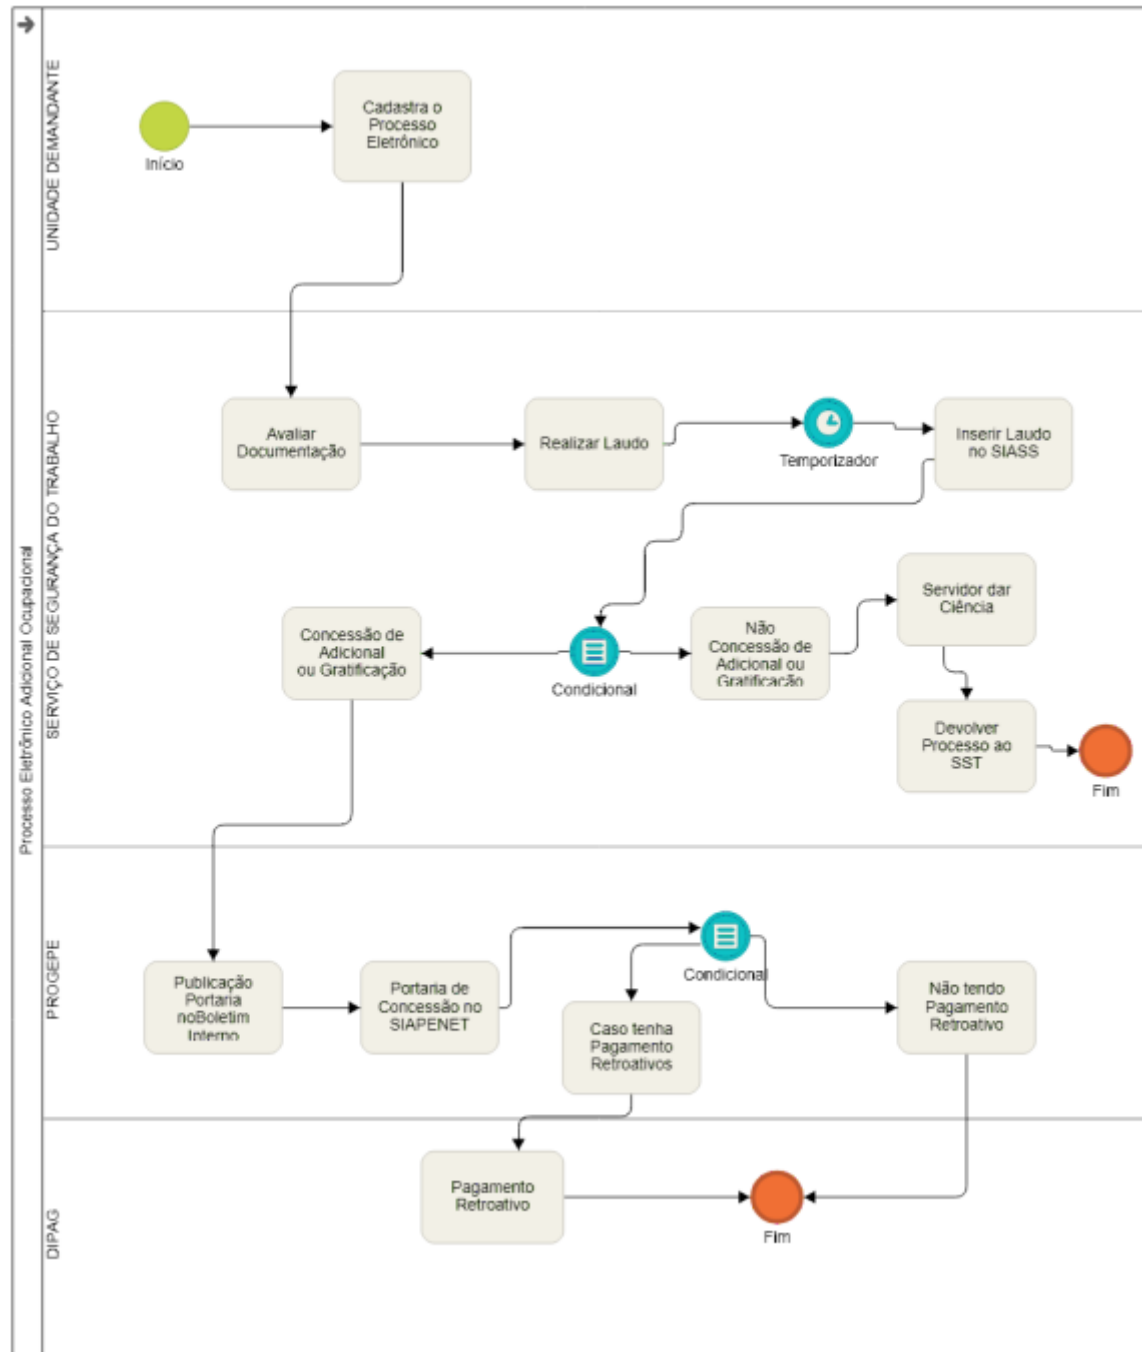 Processo Eletrônico Adicional Ocupacional
UNIDADE DEMANDANTE
Início
Cadastra o
Processo
Eletrônico
SERVIÇO DE SEGURANÇA DO TRABALHO
Avaliar
Documentação
Realizar Laudo
Temporizador
Inserir Laudo
no SIASS
Concessão de
Adicional
ou Gratificação
Condicional
Não
Concessão de
Adicional ou
Gratificação
Servidor dar
Ciência
Devolver
Processo ao
SST
Fim
PROGEPE
Publicação
Portaria
noBoletim
Interno
Portaria de
Concessão no
SIAPENET
Condicional
Caso tenha
Pagamento
Retroativos
Não tendo
Pagamento
Retroativo
DIPAG
Pagamento
Retroativo
Fim